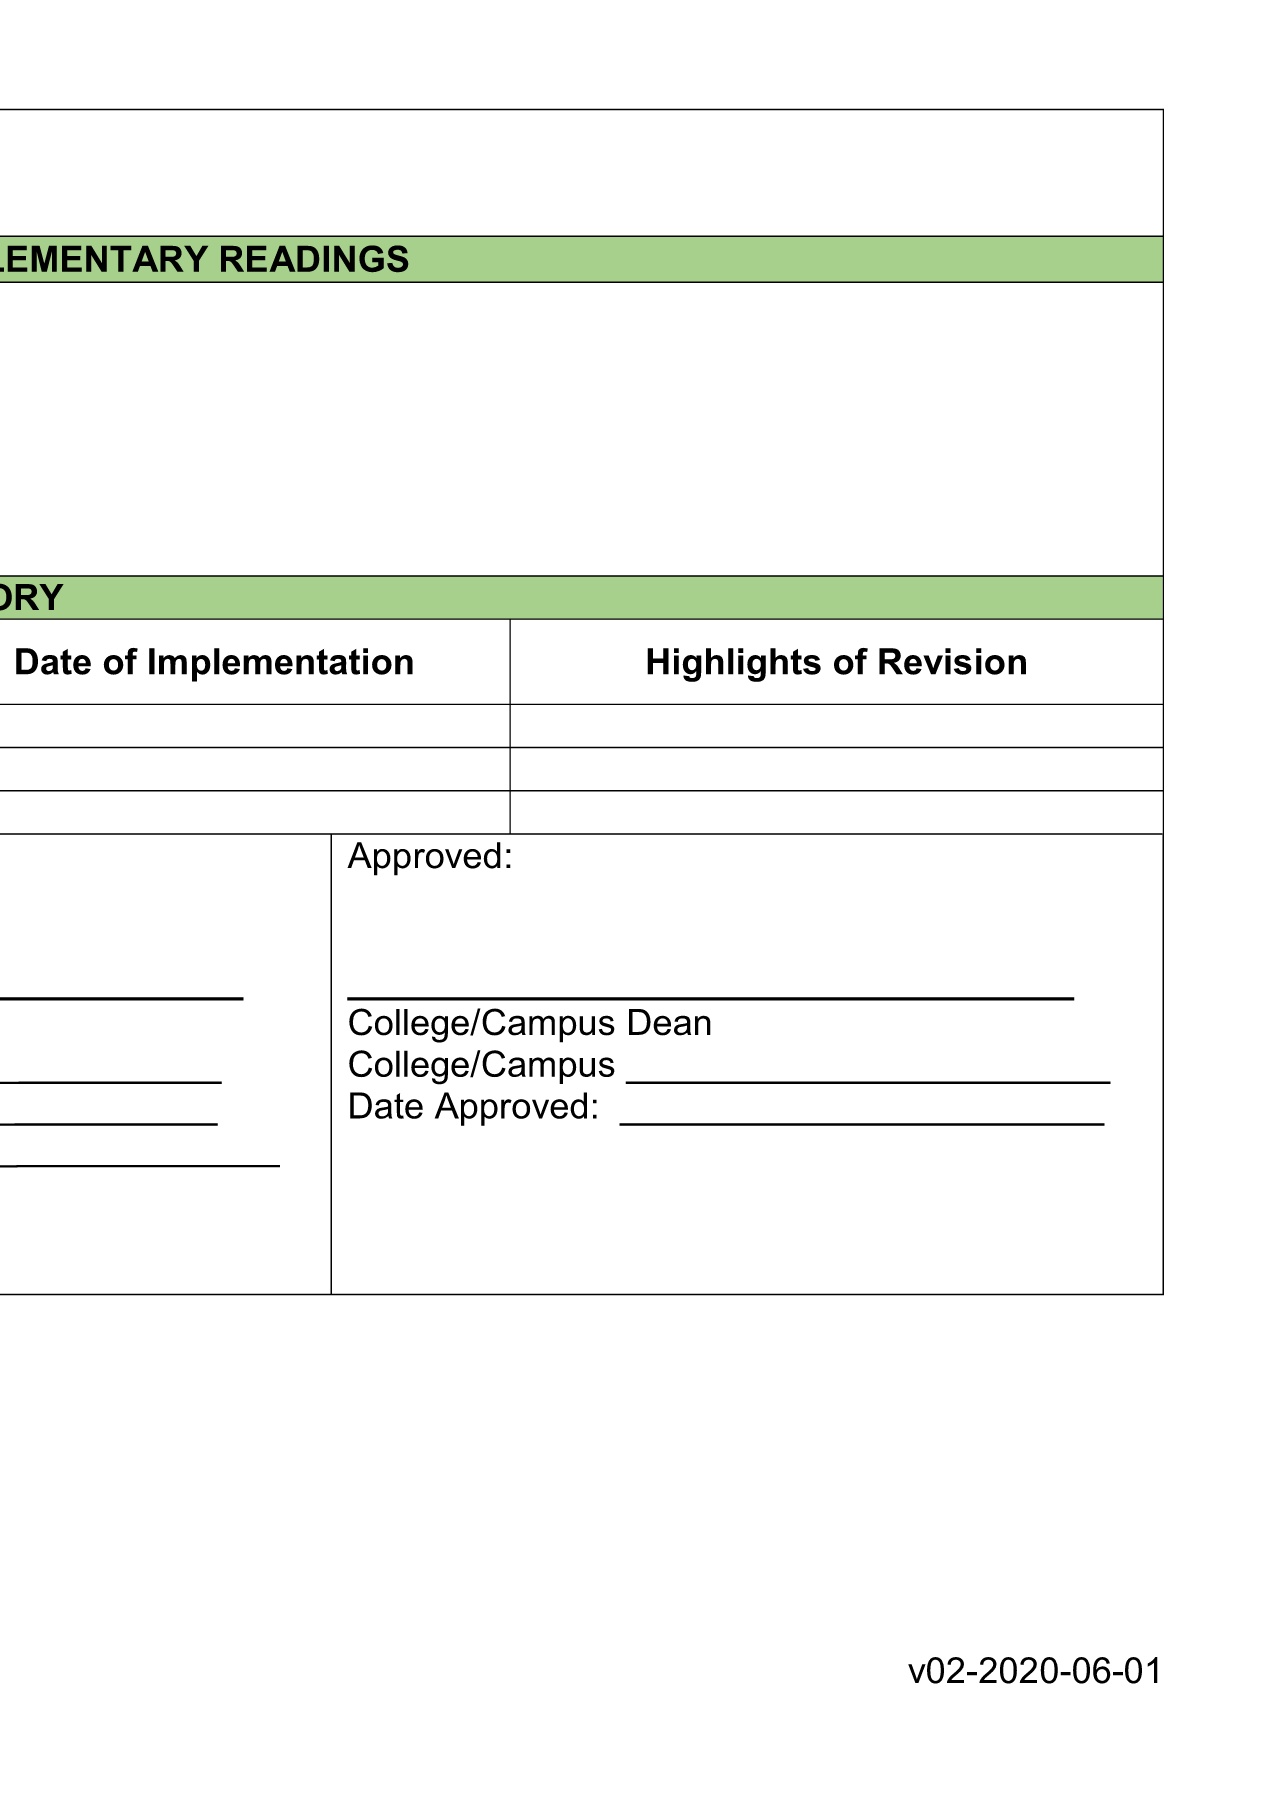 LEMENTARY READINGS
ORY
Date of Implementation
Highlights of Revision
Approved:
College/Campus Dean
College/Campus
Date Approved:
v02-2020-06-01